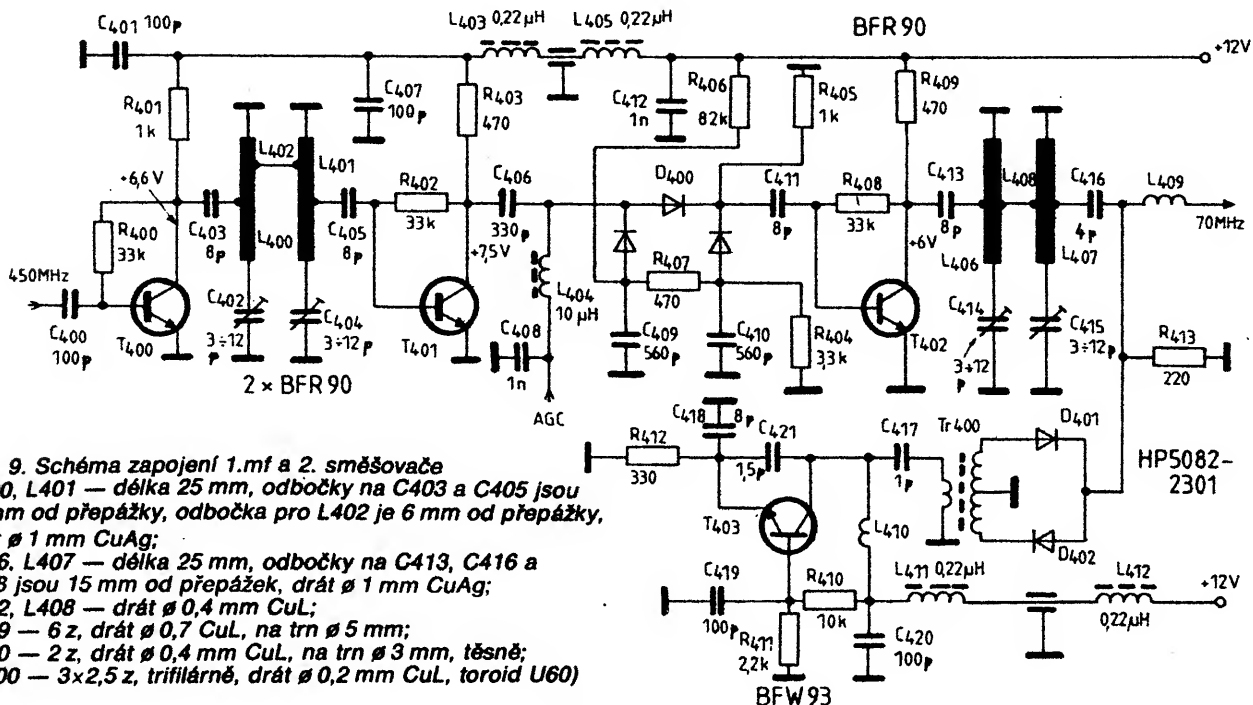 C401 100p
L403 0,22µH
L405 0,22µH
BFR 90
+12V
R401
1k
C407
100p
R403
470
C412
1n
R406
82k
R405
1k
R409
470
L402
L401
+6,6V
C403
8p
L400
C405
8p
R402
33k
C406
330p
D400
C411
8p
R408
33k
C413
8p
L408
C416
4p
L409
70MHz
R400
33k
+7,5V
+6V
L406
L407
450MHz
C400
100p
T400
C402
3÷12
p
C404
3÷12p
T401
L404
10µH
R407
470
C409
560p
C410
560p
R404
3,3k
T402
C414
3÷12
p
C415
3÷12p
R413
220
2 × BFR 90
C408
1n
AGC
C418
8p
R412
330
C421
1,5p
C417
1p
Tr400
D401
HP5082-
2301
D402
T403
L410
C419
100p
R410
10k
R411
2,2k
L411 0,22µH
C420
100p
L412
0,22µH
+12V
BFW 93
9. Schéma zapojení 1.mf a 2. směšovače
0, L401 — délka 25 mm, odbočky na C403 a C405 jsou
m od přepážky, odbočka pro L402 je 6 mm od přepážky,
ø 1 mm CuAg;
6, L407 — délka 25 mm, odbočky na C413, C416 a
8 jsou 15 mm od přepážek, drát ø 1 mm CuAg;
2, L408 — drát ø 0,4 mm CuL;
9 — 6 z, drát ø 0,7 CuL, na trn ø 5 mm;
0 — 2 z, drát ø 0,4 mm CuL, na trn ø 3 mm, těsně;
00 — 3×2,5 z, trifilárně, drát ø 0,2 mm CuL, toroid U60)